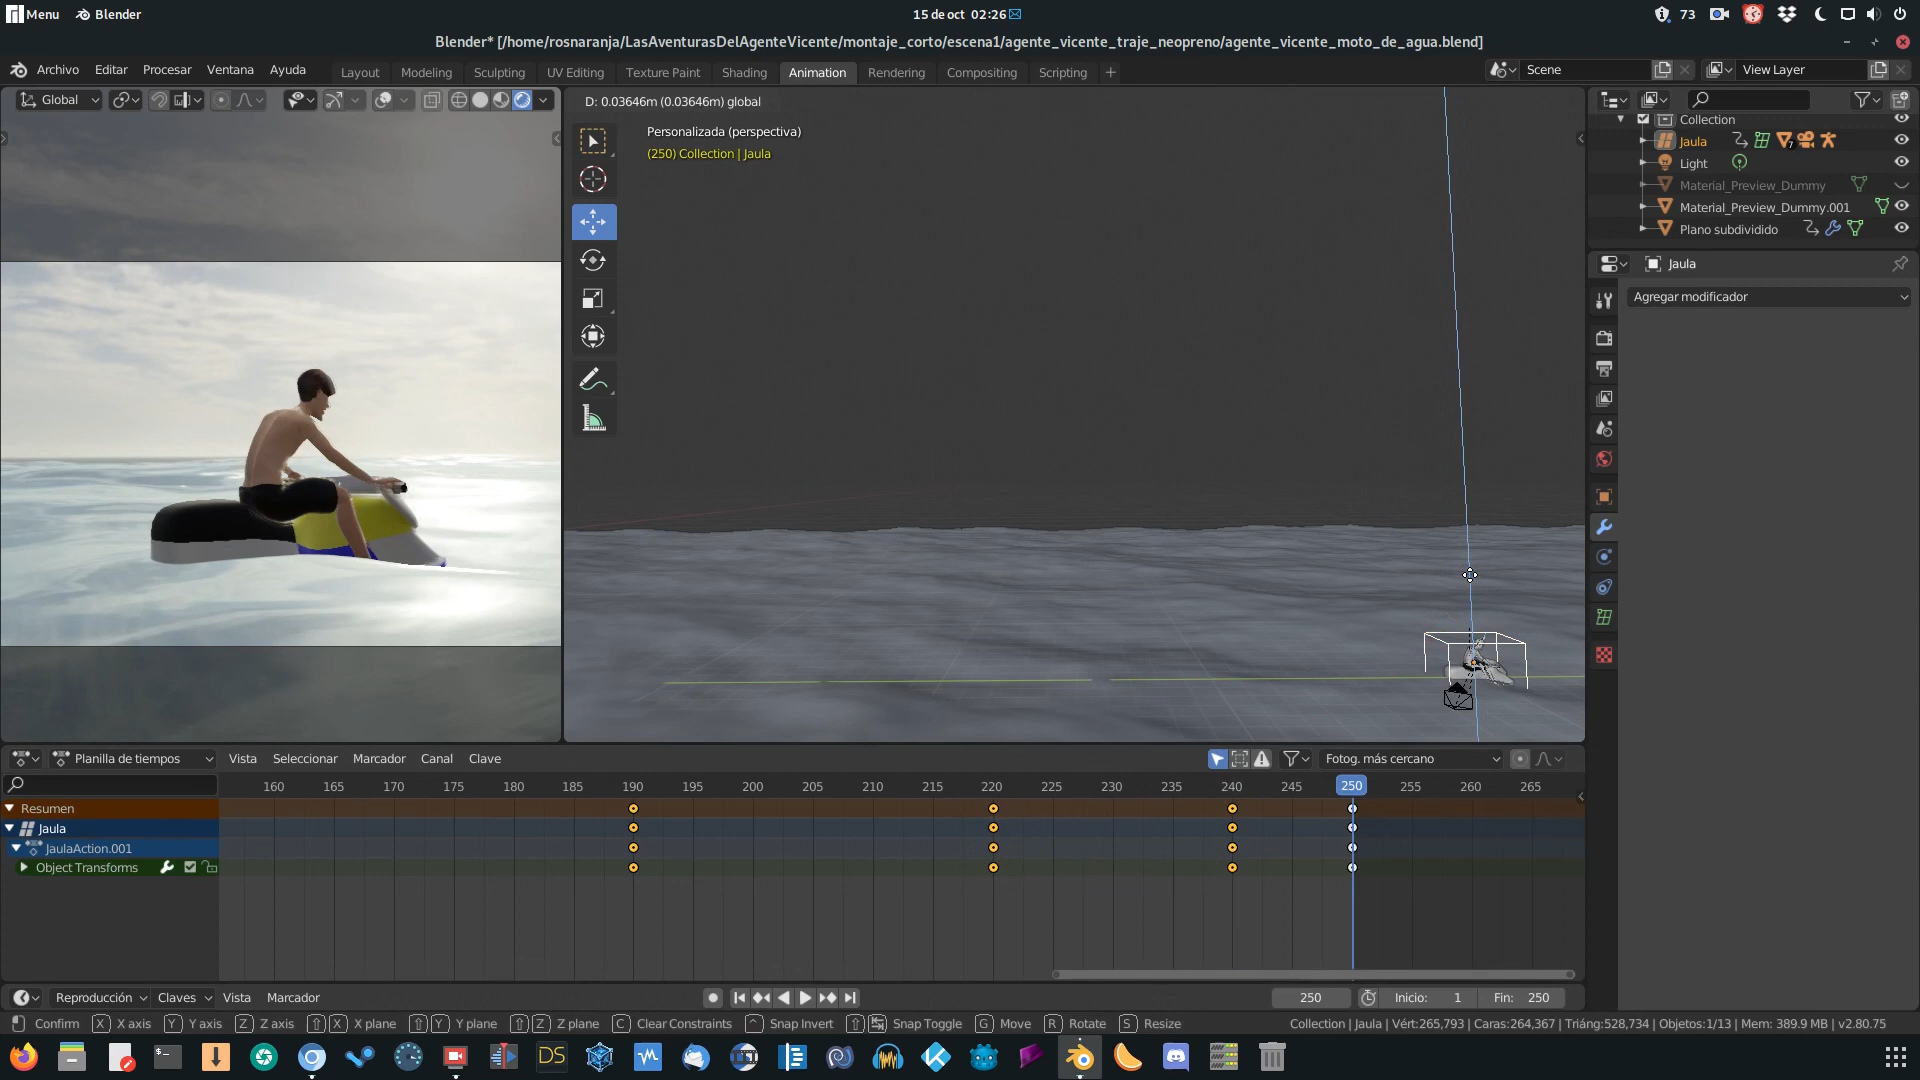 Menu Blender 15 de oct 02:26 73
Blender* [/home/rosnaranja/LasAventurasDelAgenteVicente/montaje_corto/escena1/agente_vicente_traje_neopreno/agente_vicente_moto_de_agua.blend]
Archivo Editar Procesar Ventana Ayuda Layout Modeling Sculpting UV Editing Texture Paint Shading Animation Rendering Compositing Scripting + Scene View Layer
Global D: 0.03646m (0.03646m) global
Personalizada (perspectiva)
(250) Collection | Jaula
Collection
Jaula 7
Light
Material_Preview_Dummy
Material_Preview_Dummy.001
Plano subdividido
Jaula
Agregar modificador
Planilla de tiempos Vista Seleccionar Marcador Canal Clave Fotog. más cercano
160 165 170 175 180 185 190 195 200 205 210 215 220 225 230 235 240 245 250 255 260 265
Resumen
Jaula
JaulaAction.001
Object Transforms
Reproducción Claves Vista Marcador 250 Inicio: 1 Fin: 250
Confirm X X axis Y Y axis Z Z axis X X plane Y Y plane Z Z plane C Clear Constraints ^ Snap Invert Snap Toggle G Move R Rotate S Resize Collection | Jaula | Vért:265,793 | Caras:264,367 | Triáng:528,734 | Objetos:1/13 | Mem: 389.9 MB | v2.80.75
DS